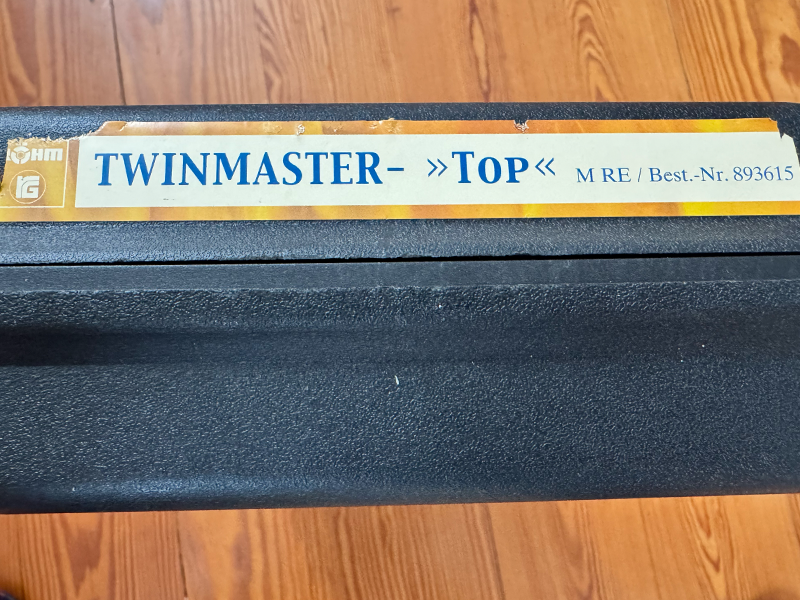 TWINMASTER- »TOP« M RE / Best.-Nr. 893615